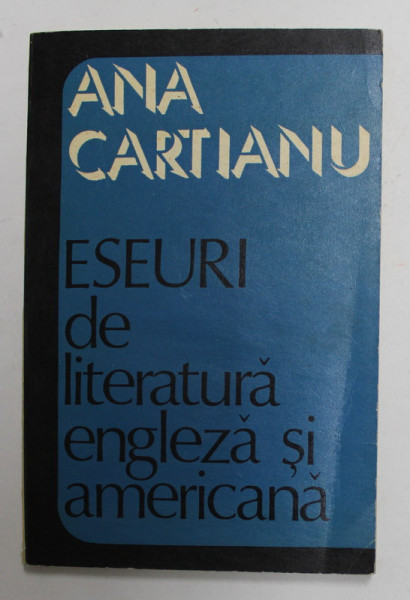 ANA
CARTIANU
ESEURI
de
literatură
engleză și
americană